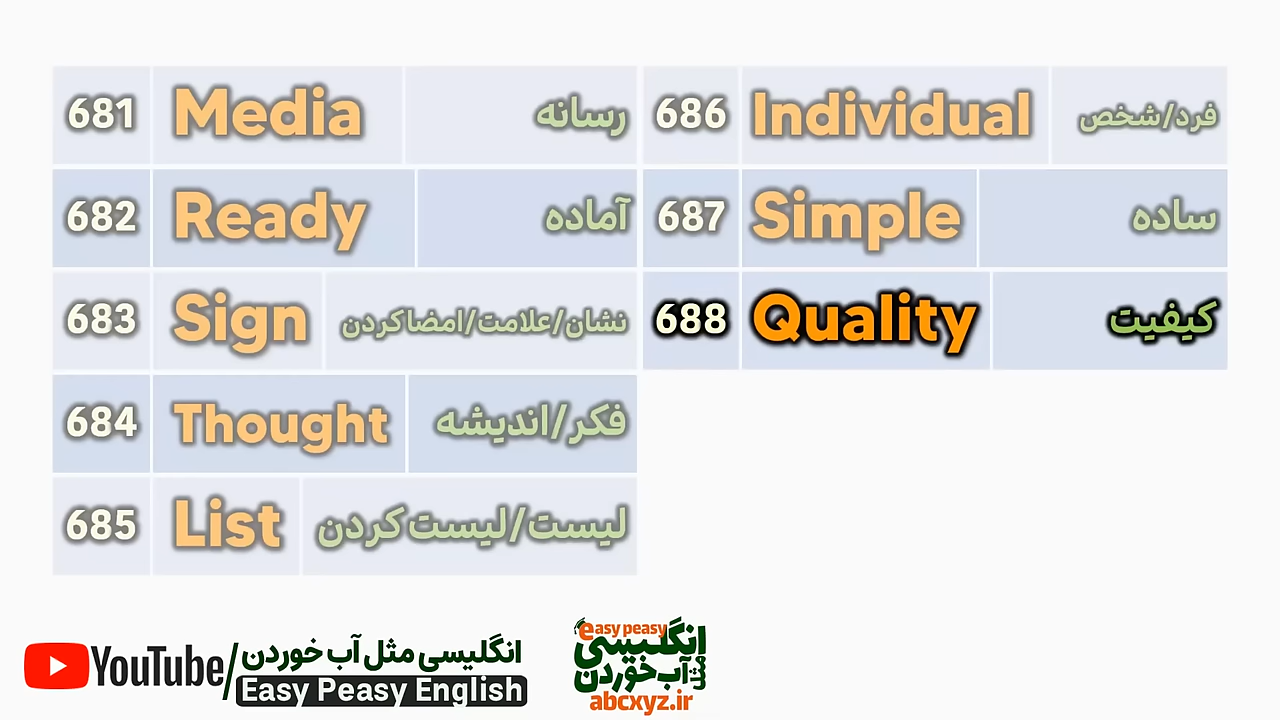 681 Media رسانه
682 Ready آماده
683 Sign نشان/علامت/امضاکردن
684 Thought فکر/اندیشه
685 List لیست/لیست‌کردن
686 Individual فرد/شخص
687 Simple ساده
688 Quality کیفیت
YouTube/انگلیسی مثل آب خوردن
Easy Peasy English
easy peasy
انگلیسی
مثل آب خوردن
abcxyz.ir